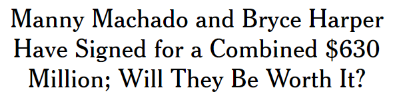 Manny Machado and Bryce Harper
Have Signed for a Combined $630
Million; Will They Be Worth It?